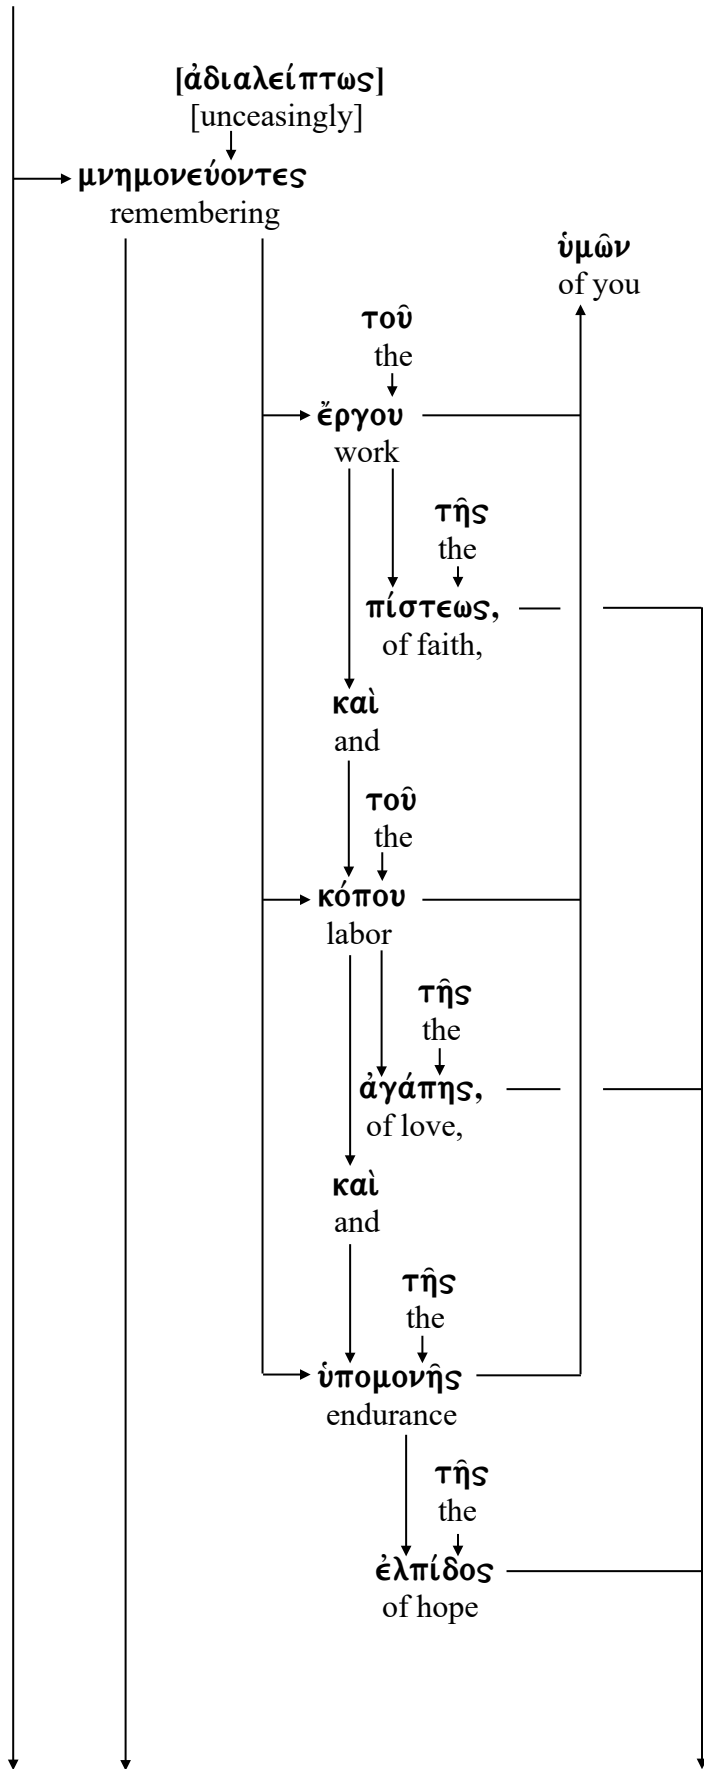 [ἀδιαλείπτως]
[unceasingly]
μνημονεύοντες
remembering
ὑμῶν
of you
τοῦ
the
ἔργου
work
τῆς
the
πίστεως,
of faith,
καὶ
and
τοῦ
the
κόπου
labor
τῆς
the
ἀγάπης,
of love,
καὶ
and
τῆς
the
ὑπομονῆς
endurance
τῆς
the
ἐλπίδος
of hope